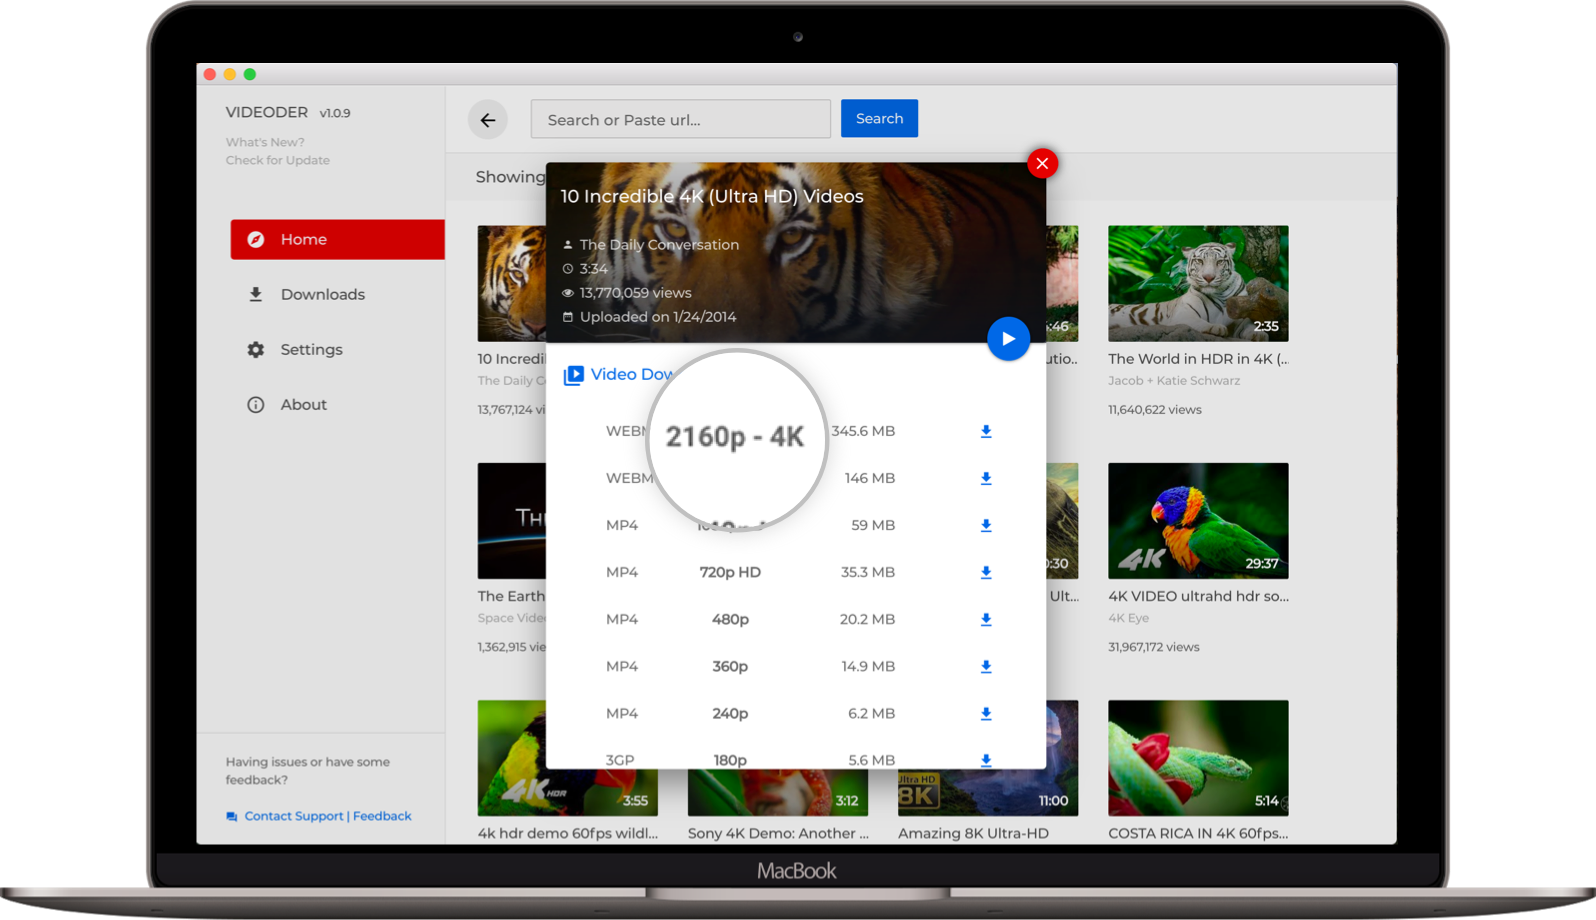 VIDEODER v1.0.9
What's New?
Check for Update
Home
Downloads
Settings
About
Having issues or have some
feedback?
Contact Support | Feedback
Search or Paste url...
Search
Showing
10 Incredible 4K (Ultra HD) Videos
The Daily Conversation
3:34
13,770,059 views
Uploaded on 1/24/2014
Video Dow
WEBM 2160p - 4K 345.6 MB
WEBM 146 MB
MP4 59 MB
MP4 720p HD 35.3 MB
MP4 480p 20.2 MB
MP4 360p 14.9 MB
MP4 240p 6.2 MB
3GP 180p 5.6 MB
10 Incredi
The Daily C
13,767,124 vi
:46
utio..
2:35
The World in HDR in 4K (..
Jacob + Katie Schwarz
11,640,622 views
TH
The Earth
Space Vide
1,362,915 vie
0:30
Ult...
4K
29:37
4K VIDEO ultrahd hdr so...
4K Eye
31,967,172 views
4K HDR
3:55
4k hdr demo 60fps wildl...
3:12
Sony 4K Demo: Another ...
Ultra HD
8K
11:00
Amazing 8K Ultra-HD
5:14
COSTA RICA IN 4K 60fps...
MacBook